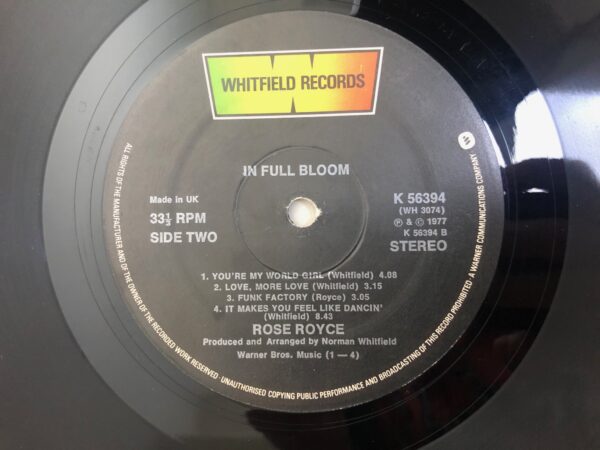 WHITFIELD RECORDS
IN FULL BLOOM
Made in UK
33⅓ RPM
SIDE TWO
K 56394
(WH 3074)
℗ & © 1977
K 56394 B
STEREO
1. YOU'RE MY WORLD GIRL (Whitfield) 4.08
2. LOVE, MORE LOVE (Whitfield) 3.15
3. FUNK FACTORY (Royce) 3.05
4. IT MAKES YOU FEEL LIKE DANCIN'
(Whitfield) 8.43
ROSE ROYCE
Produced and Arranged by Norman Whitfield
Warner Bros. Music (1 — 4)
ALL RIGHTS OF THE MANUFACTURER AND OF THE OWNER OF THE RECORDED WORK RESERVED · UNAUTHORISED COPYING PUBLIC PERFORMANCE AND BROADCASTING OF THIS RECORD PROHIBITED A WARNER COMMUNICATIONS COMPANY